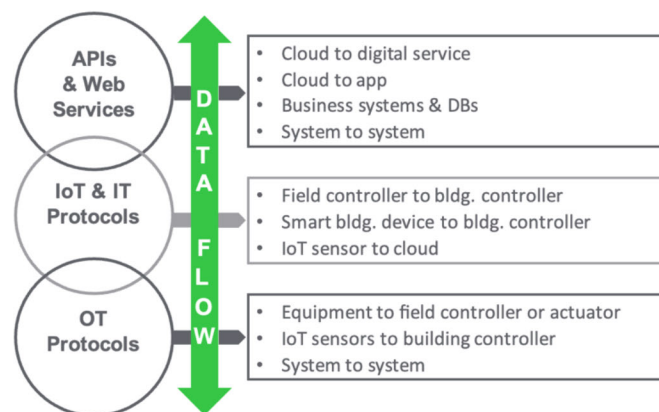 APIs
& Web
Services
DATA FLOW
• Cloud to digital service
• Cloud to app
• Business systems & DBs
• System to system
IoT & IT
Protocols
• Field controller to bldg. controller
• Smart bldg. device to bldg. controller
• IoT sensor to cloud
OT
Protocols
• Equipment to field controller or actuator
• IoT sensors to building controller
• System to system